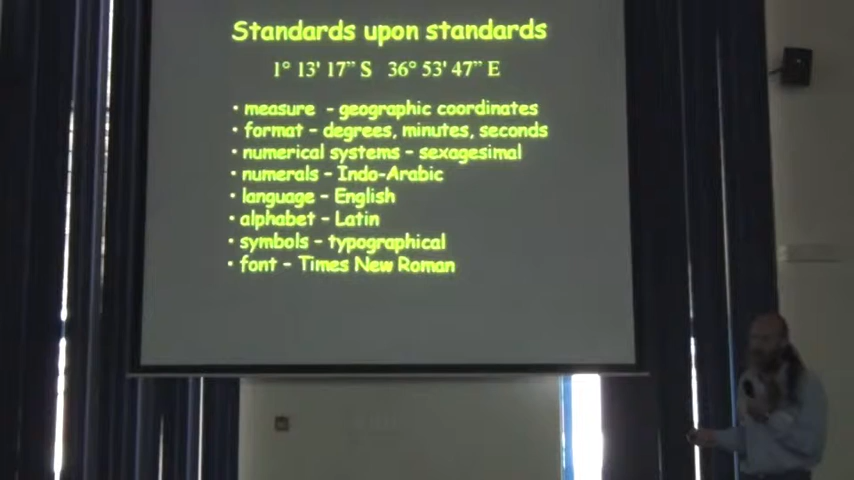 Standards upon standards
1° 13' 17” S 36° 53' 47” E
• measure - geographic coordinates
• format – degrees, minutes, seconds
• numerical systems – sexagesimal
• numerals – Indo-Arabic
• language – English
• alphabet – Latin
• symbols – typographical
• font – Times New Roman